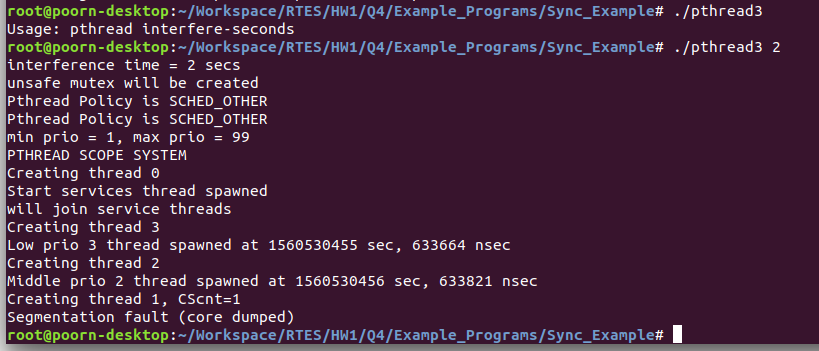 root@poorn-desktop:~/Workspace/RTES/HW1/Q4/Example_Programs/Sync_Example# ./pthread3
Usage: pthread interfere-seconds
root@poorn-desktop:~/Workspace/RTES/HW1/Q4/Example_Programs/Sync_Example# ./pthread3 2
interference time = 2 secs
unsafe mutex will be created
Pthread Policy is SCHED_OTHER
Pthread Policy is SCHED_OTHER
min prio = 1, max prio = 99
PTHREAD SCOPE SYSTEM
Creating thread 0
Start services thread spawned
will join service threads
Creating thread 3
Low prio 3 thread spawned at 1560530455 sec, 633664 nsec
Creating thread 2
Middle prio 2 thread spawned at 1560530456 sec, 633821 nsec
Creating thread 1, CScnt=1
Segmentation fault (core dumped)
root@poorn-desktop:~/Workspace/RTES/HW1/Q4/Example_Programs/Sync_Example#